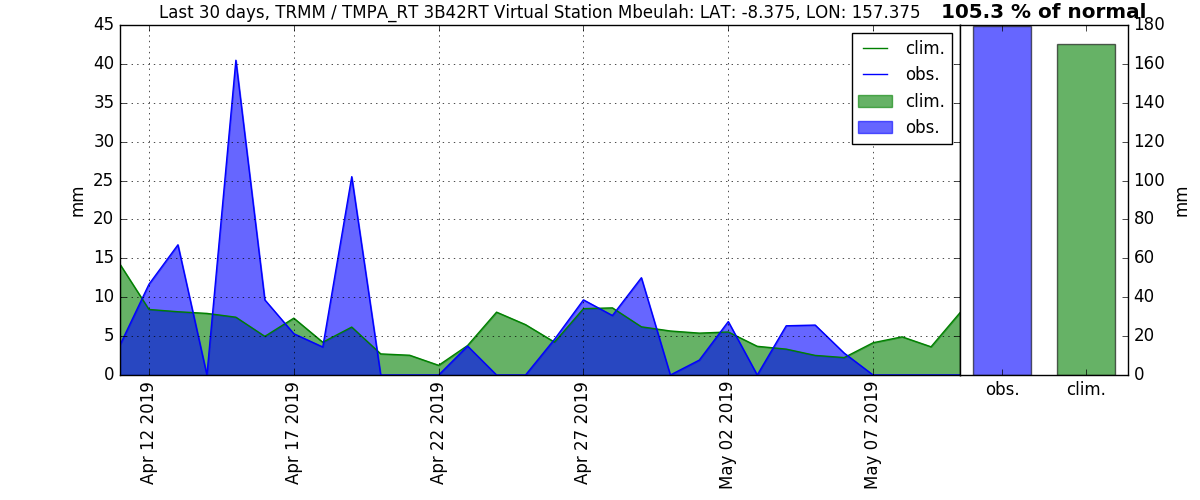 Last 30 days, TRMM / TMPA_RT 3B42RT Virtual Station Mbeulah: LAT: -8.375, LON: 157.375
105.3 % of normal
45
40
35
30
25
20
15
10
5
0
mm
clim.
obs.
clim.
obs.
Apr 12 2019
Apr 17 2019
Apr 22 2019
Apr 27 2019
May 02 2019
May 07 2019
180
160
140
120
100
80
60
40
20
0
mm
obs.
clim.